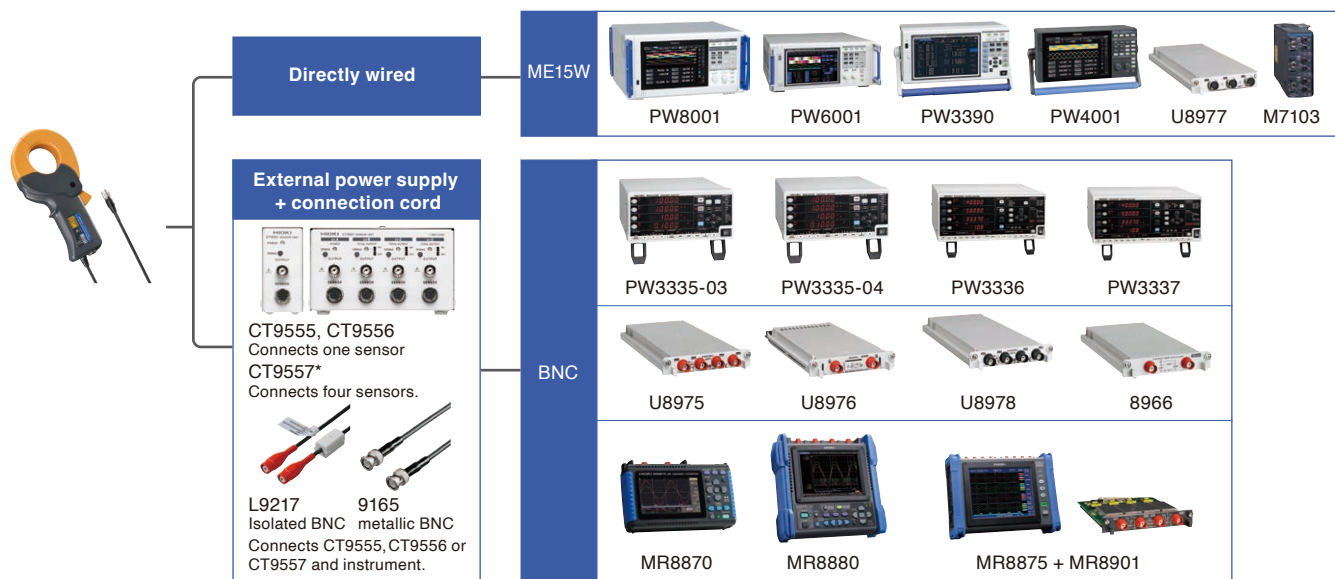 Directly wired
ME15W
PW8001
PW6001
PW3390
PW4001
U8977
M7103
External power supply
+ connection cord
HIOKI
CT9555, CT9556
Connects one sensor
CT9557*
Connects four sensors.
L9217
Isolated BNC
9165
metallic BNC
Connects CT9555, CT9556 or
CT9557 and instrument.
BNC
PW3335-03
PW3335-04
PW3336
PW3337
U8975
U8976
U8978
8966
MR8870
MR8880
MR8875 + MR8901